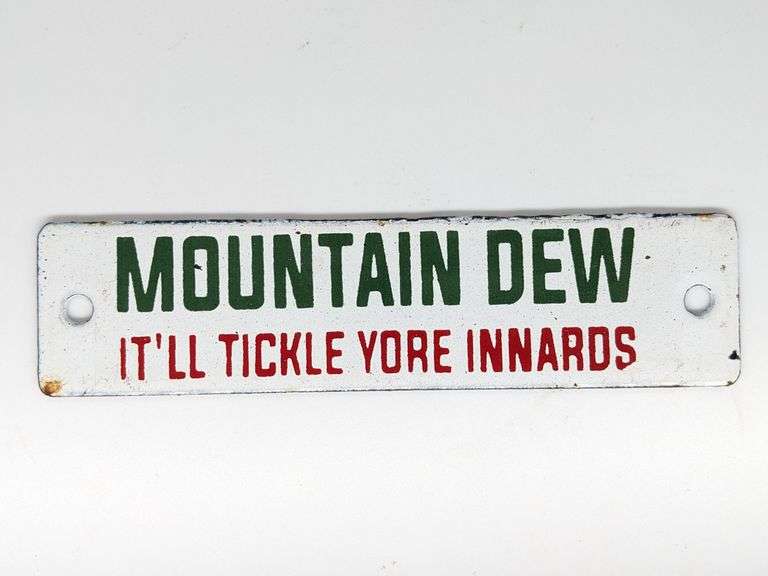 MOUNTAIN DEW
IT'LL TICKLE YORE INNARDS